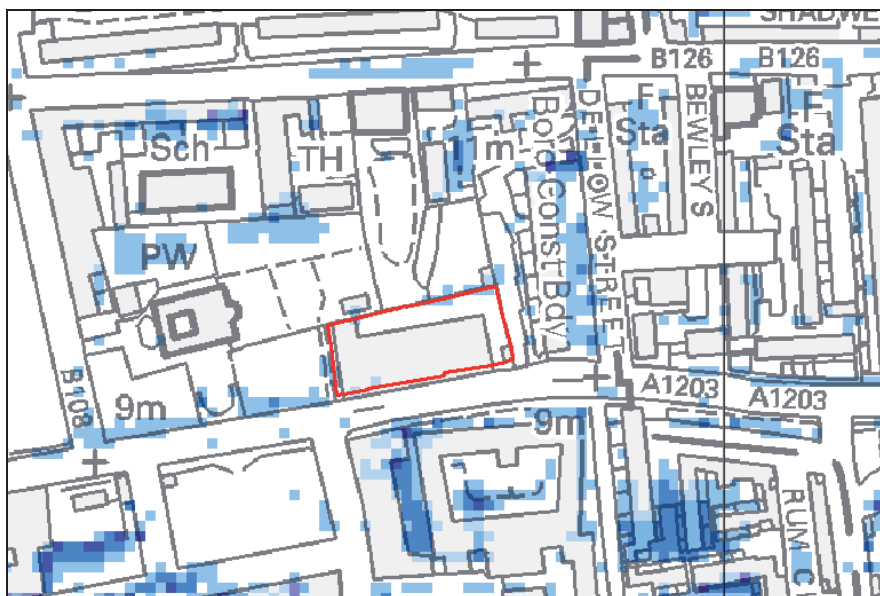 SHADWE
B126
B126
F
Sta
F
Sta
BEWLEY S
DELLOW STREET
Boro Const Bdy
Sch
TH
11m
PW
B108
9m
9m
A1203
A1203
RUM C